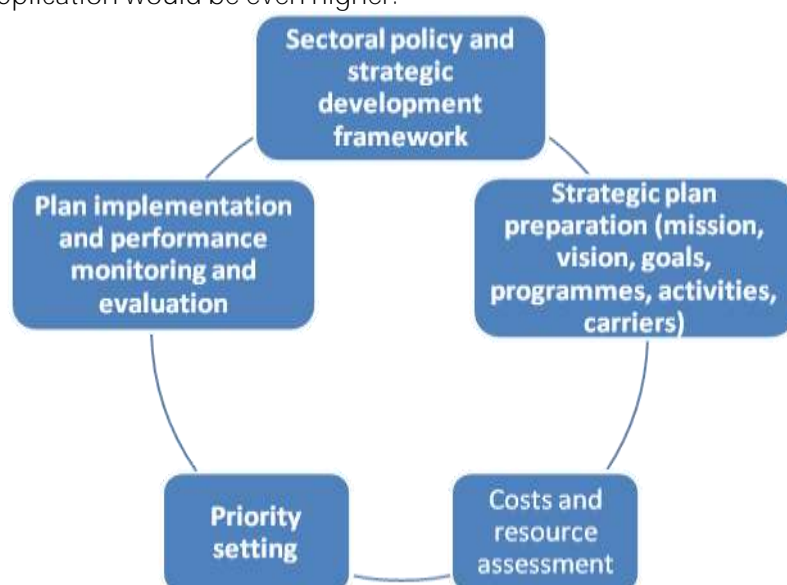 application would be even higher.
Sectoral policy and
strategic
development
framework
Strategic plan
preparation (mission,
vision, goals,
programmes, activities,
carriers)
Costs and
resource
assessment
Priority
setting
Plan implementation
and performance
monitoring and
evaluation